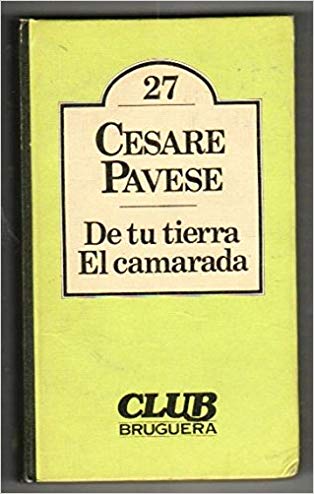 27
CESARE
PAVESE
De tu tierra
El camarada
CLUB
BRUGUERA